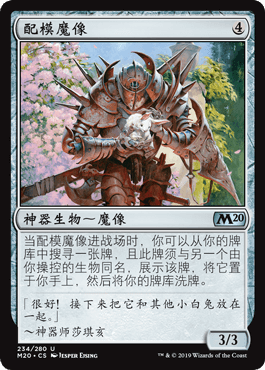 配模魔像 4
神器生物～魔像 M20
当配模魔像进战场时，你可以从你的牌
库中搜寻一张牌，且此牌须与另一个由
你操控的生物同名，展示该牌，将它置
于你手上，然后将你的牌库洗牌。
「很好！接下来把它和其他小白兔放在
一起。」
～神器师莎琪亥
3/3
234/280 U
M20 • CS JESPER EJSING
™ & © 2019 Wizards of the Coast